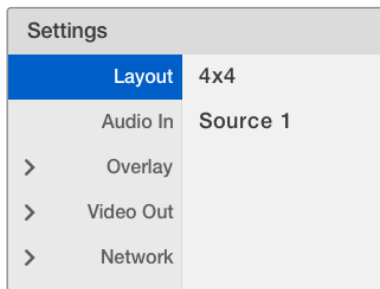 Settings
Layout 4x4
Audio In Source 1
Overlay
Video Out
Network